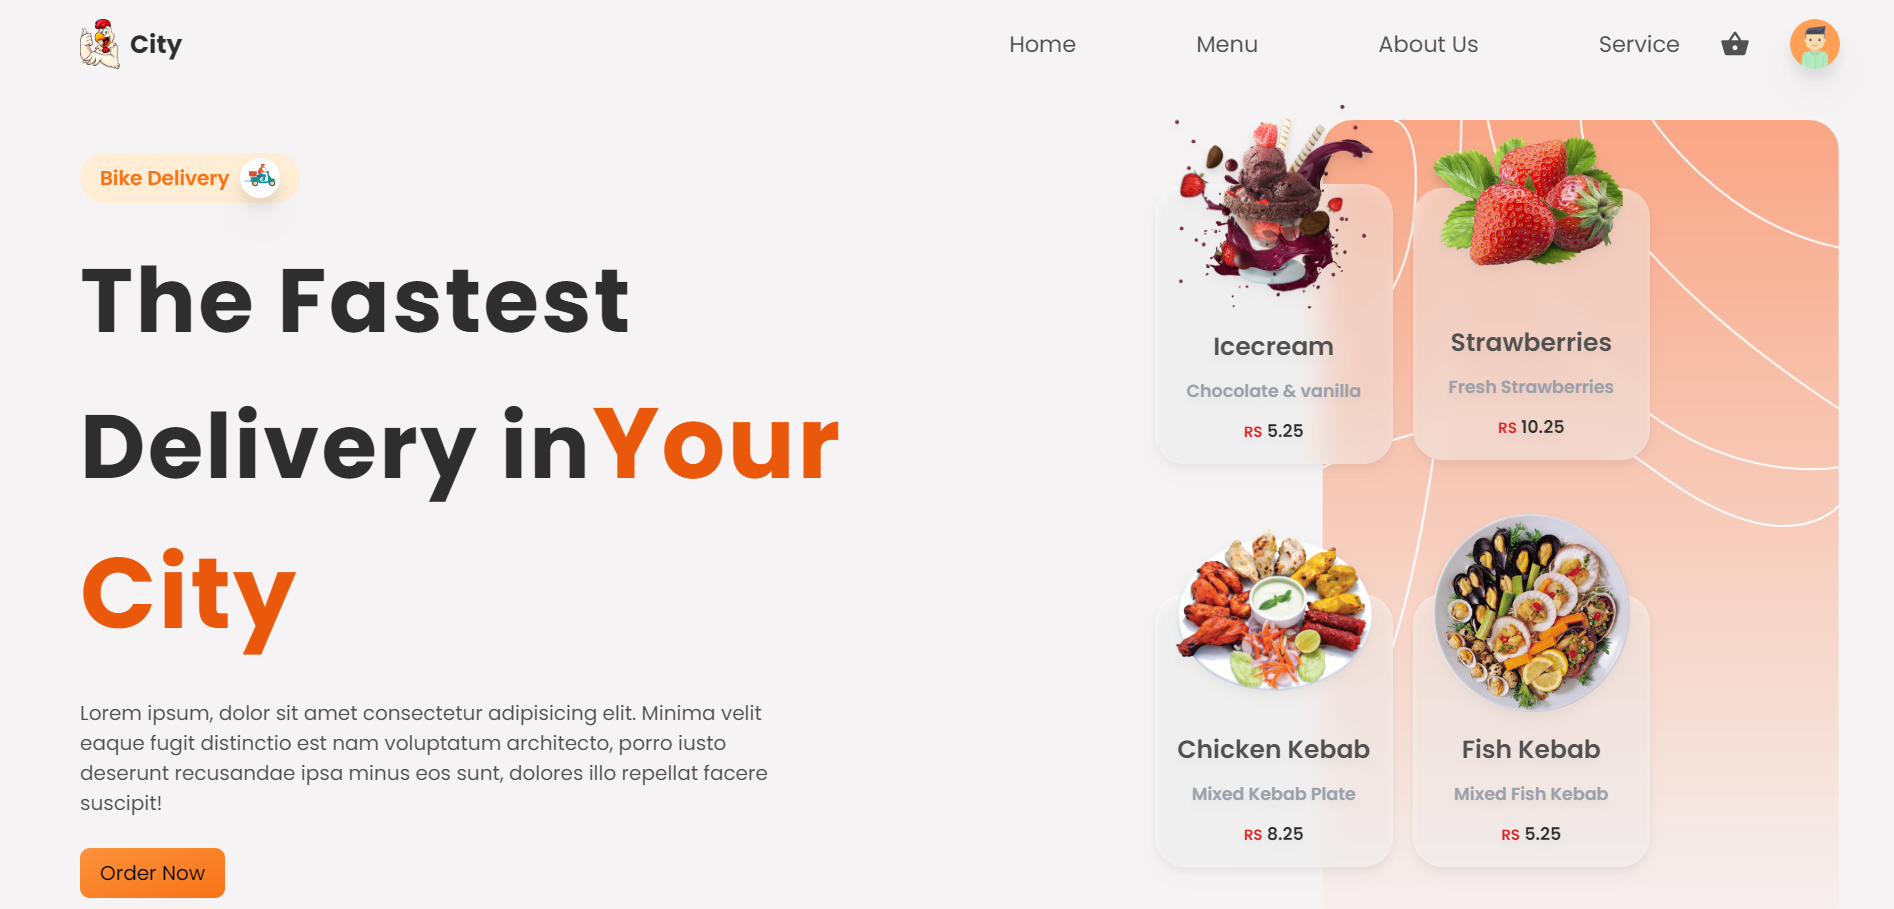 City
Home
Menu
About Us
Service
Bike Delivery
The Fastest
Delivery inYour
City
Lorem ipsum, dolor sit amet consectetur adipisicing elit. Minima velit
eaque fugit distinctio est nam voluptatum architecto, porro iusto
deserunt recusandae ipsa minus eos sunt, dolores illo repellat facere
suscipit!
Order Now
Icecream
Chocolate & vanilla
RS 5.25
Strawberries
Fresh Strawberries
RS 10.25
Chicken Kebab
Mixed Kebab Plate
RS 8.25
Fish Kebab
Mixed Fish Kebab
RS 5.25